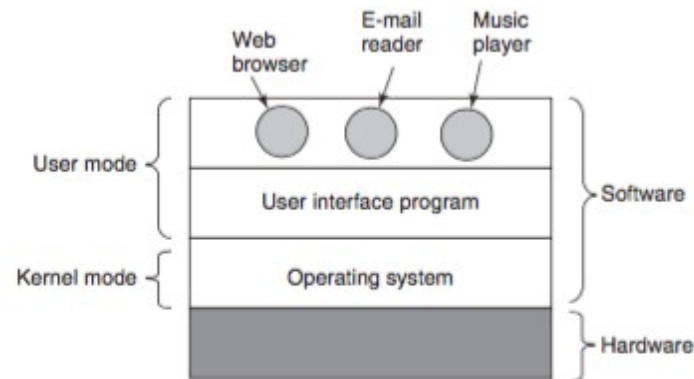 Web
browser
E-mail
reader
Music
player
User mode
User interface program
Software
Kernel mode
Operating system
Hardware